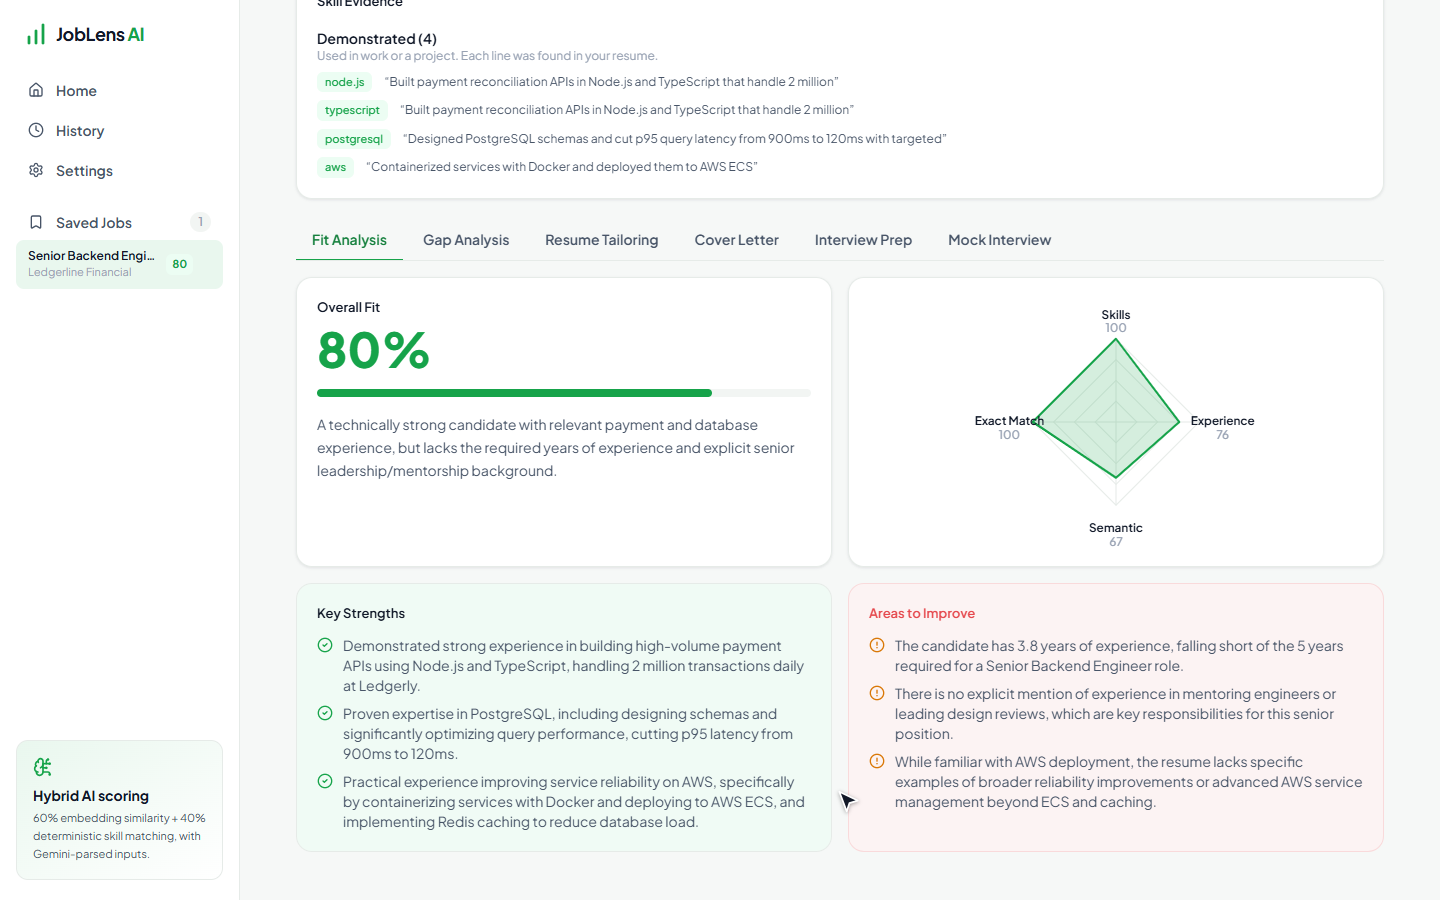 JobLens AI
Home
History
Settings
Saved Jobs
1
Senior Backend Engi...
Ledgerline Financial
80
Hybrid AI scoring
60% embedding similarity + 40%
deterministic skill matching, with
Gemini-parsed inputs.
Skill Evidence
Demonstrated (4)
Used in work or a project. Each line was found in your resume.
node.js “Built payment reconciliation APIs in Node.js and TypeScript that handle 2 million”
typescript “Built payment reconciliation APIs in Node.js and TypeScript that handle 2 million”
postgresql “Designed PostgreSQL schemas and cut p95 query latency from 900ms to 120ms with targeted”
aws “Containerized services with Docker and deployed them to AWS ECS”
Fit Analysis Gap Analysis Resume Tailoring Cover Letter Interview Prep Mock Interview
Overall Fit
80%
A technically strong candidate with relevant payment and database
experience, but lacks the required years of experience and explicit senior
leadership/mentorship background.
Skills
100
Exact Match
100
Experience
76
Semantic
67
Key Strengths
Demonstrated strong experience in building high-volume payment
APIs using Node.js and TypeScript, handling 2 million transactions daily
at Ledgerly.
Proven expertise in PostgreSQL, including designing schemas and
significantly optimizing query performance, cutting p95 latency from
900ms to 120ms.
Practical experience improving service reliability on AWS, specifically
by containerizing services with Docker and deploying to AWS ECS, and
implementing Redis caching to reduce database load.
Areas to Improve
The candidate has 3.8 years of experience, falling short of the 5 years
required for a Senior Backend Engineer role.
There is no explicit mention of experience in mentoring engineers or
leading design reviews, which are key responsibilities for this senior
position.
While familiar with AWS deployment, the resume lacks specific
examples of broader reliability improvements or advanced AWS service
management beyond ECS and caching.